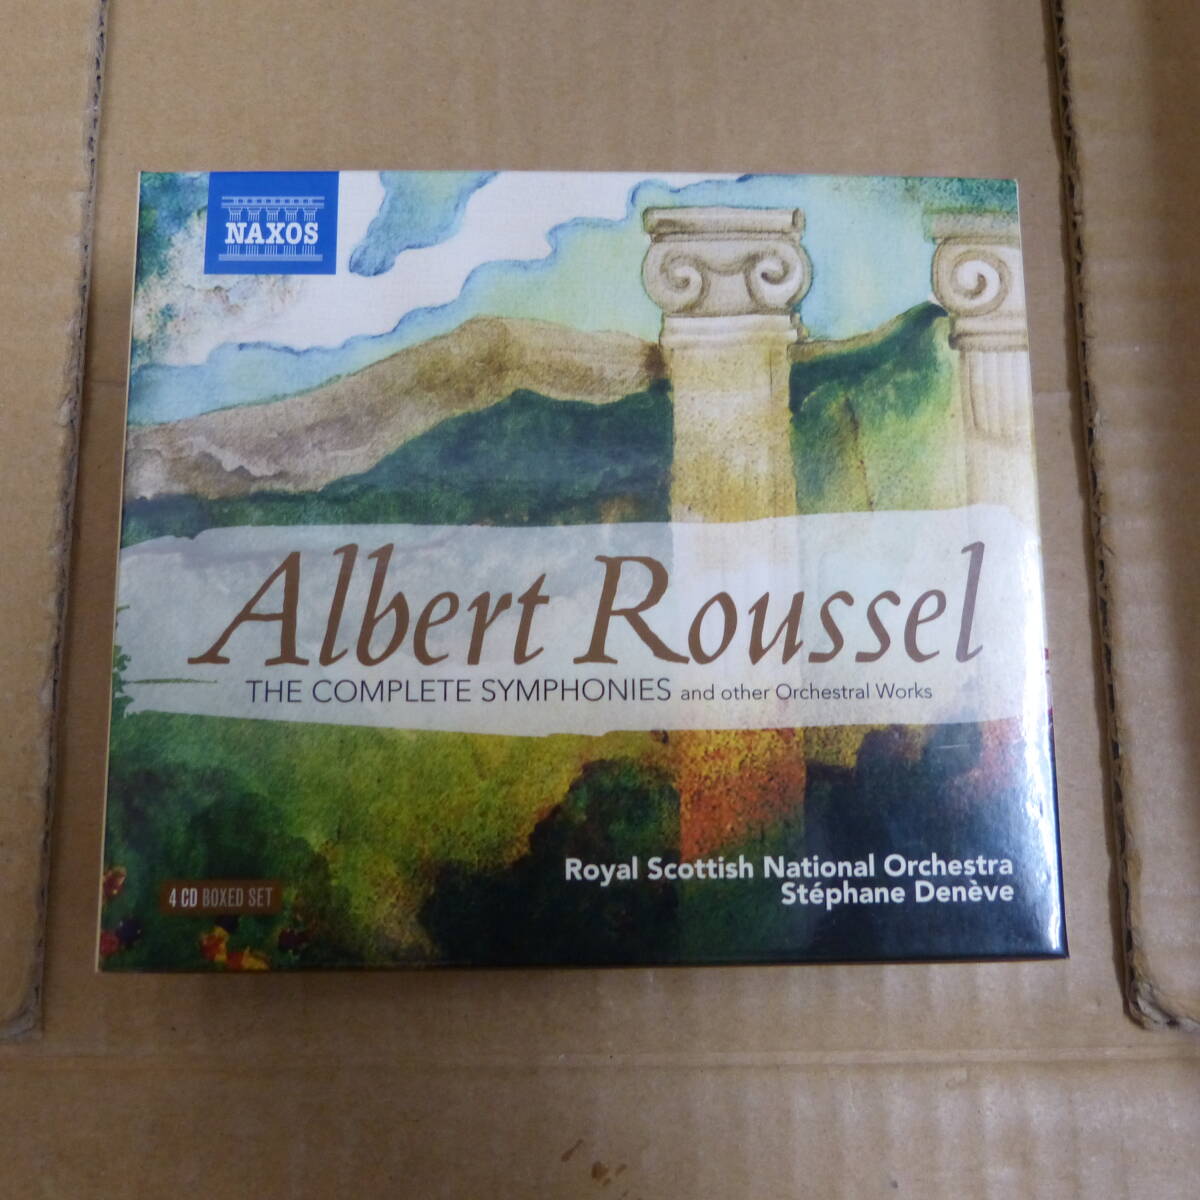 NAXOS
Albert Roussel
THE COMPLETE SYMPHONIES and other Orchestral Works
Royal Scottish National Orchestra
Stéphane Denève
4 CD BOXED SET